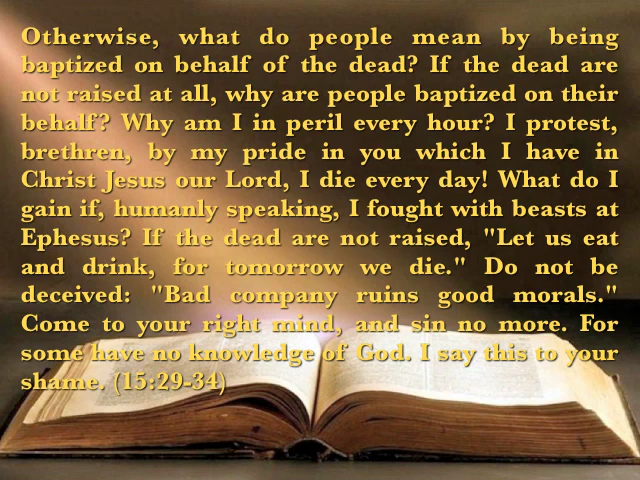 Otherwise, what do people mean by being
baptized on behalf of the dead? If the dead are
not raised at all, why are people baptized on their
behalf? Why am I in peril every hour? I protest,
brethren, by my pride in you which I have in
Christ Jesus our Lord, I die every day! What do I
gain if, humanly speaking, I fought with beasts at
Ephesus? If the dead are not raised, "Let us eat
and drink, for tomorrow we die." Do not be
deceived: "Bad company ruins good morals."
Come to your right mind, and sin no more. For
some have no knowledge of God. I say this to your
shame. (15:29-34)